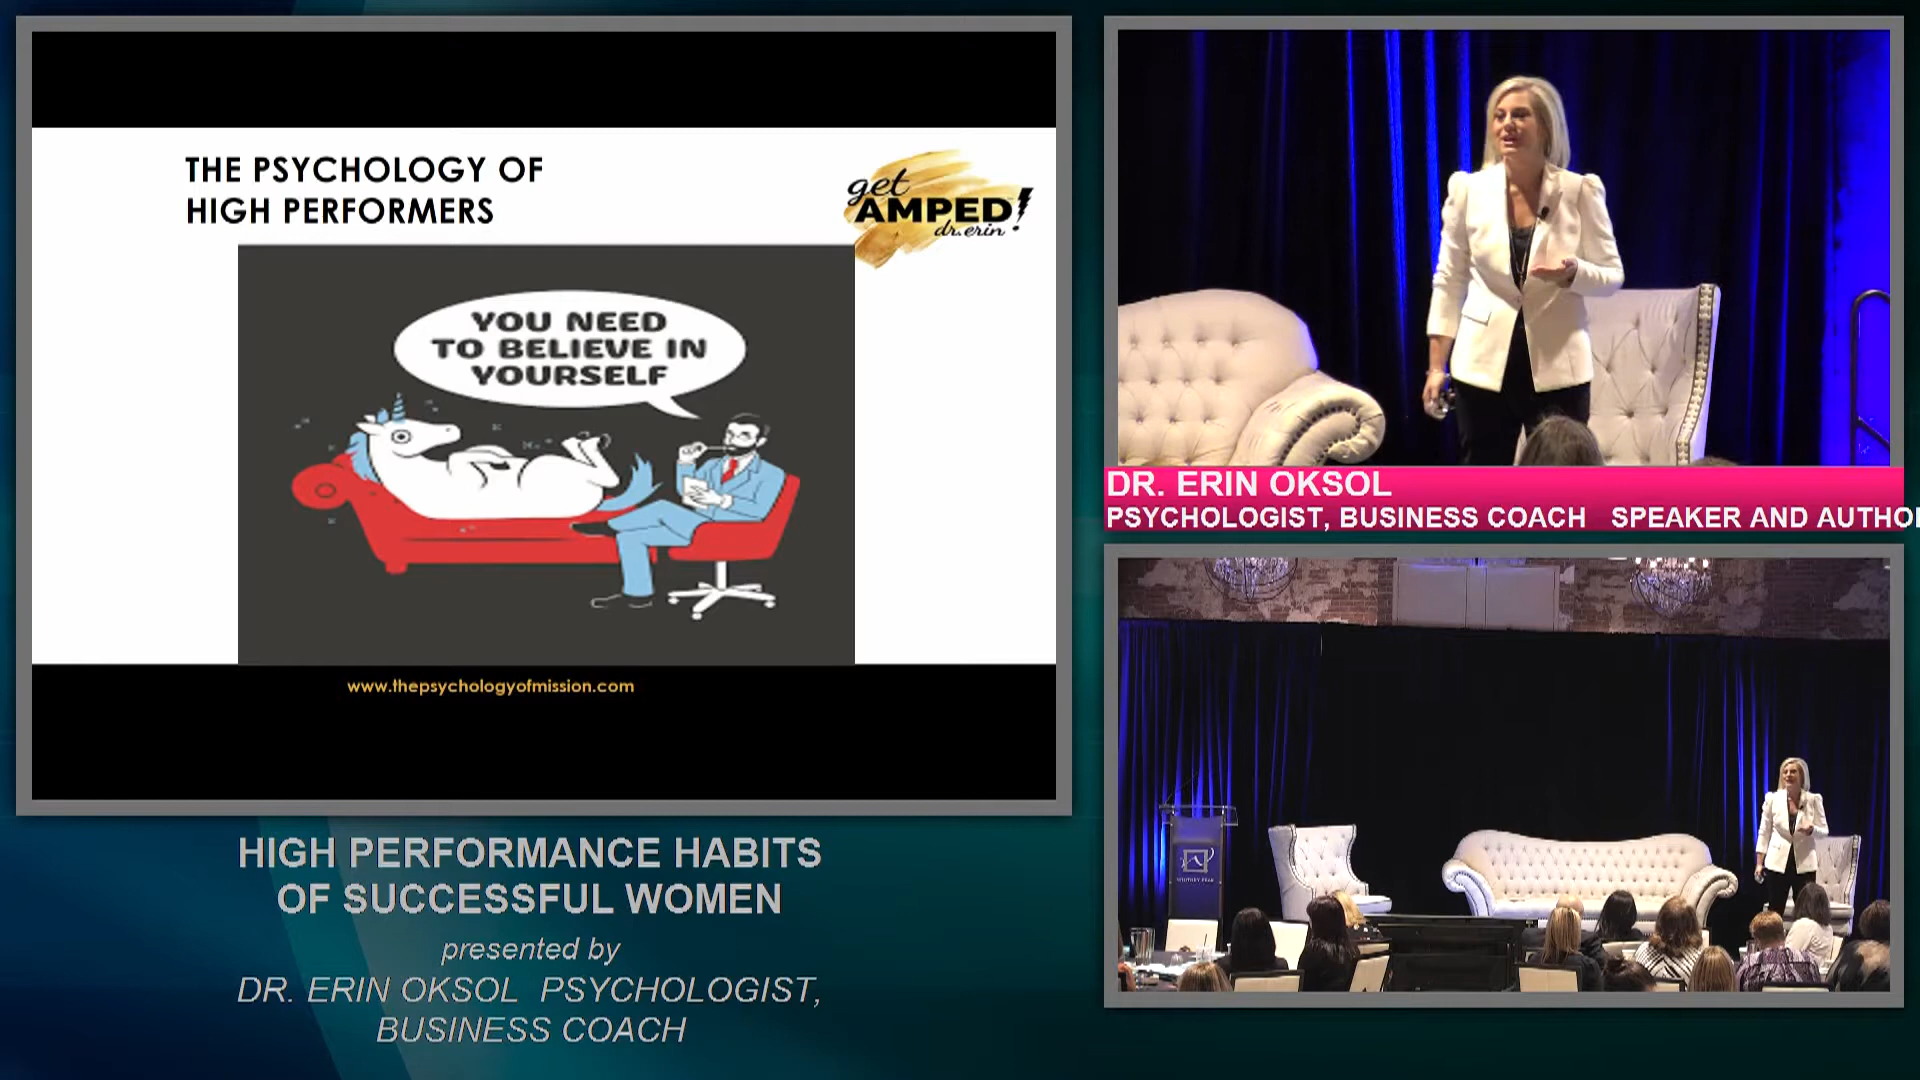 THE PSYCHOLOGY OF
HIGH PERFORMERS
get
AMPED!
dr.erin
YOU NEED
TO BELIEVE IN
YOURSELF
www.thepsychologyofmission.com
DR. ERIN OKSOL
PSYCHOLOGIST, BUSINESS COACH SPEAKER AND AUTHO
WHITNEY PEAK
HIGH PERFORMANCE HABITS
OF SUCCESSFUL WOMEN
presented by
DR. ERIN OKSOL PSYCHOLOGIST,
BUSINESS COACH